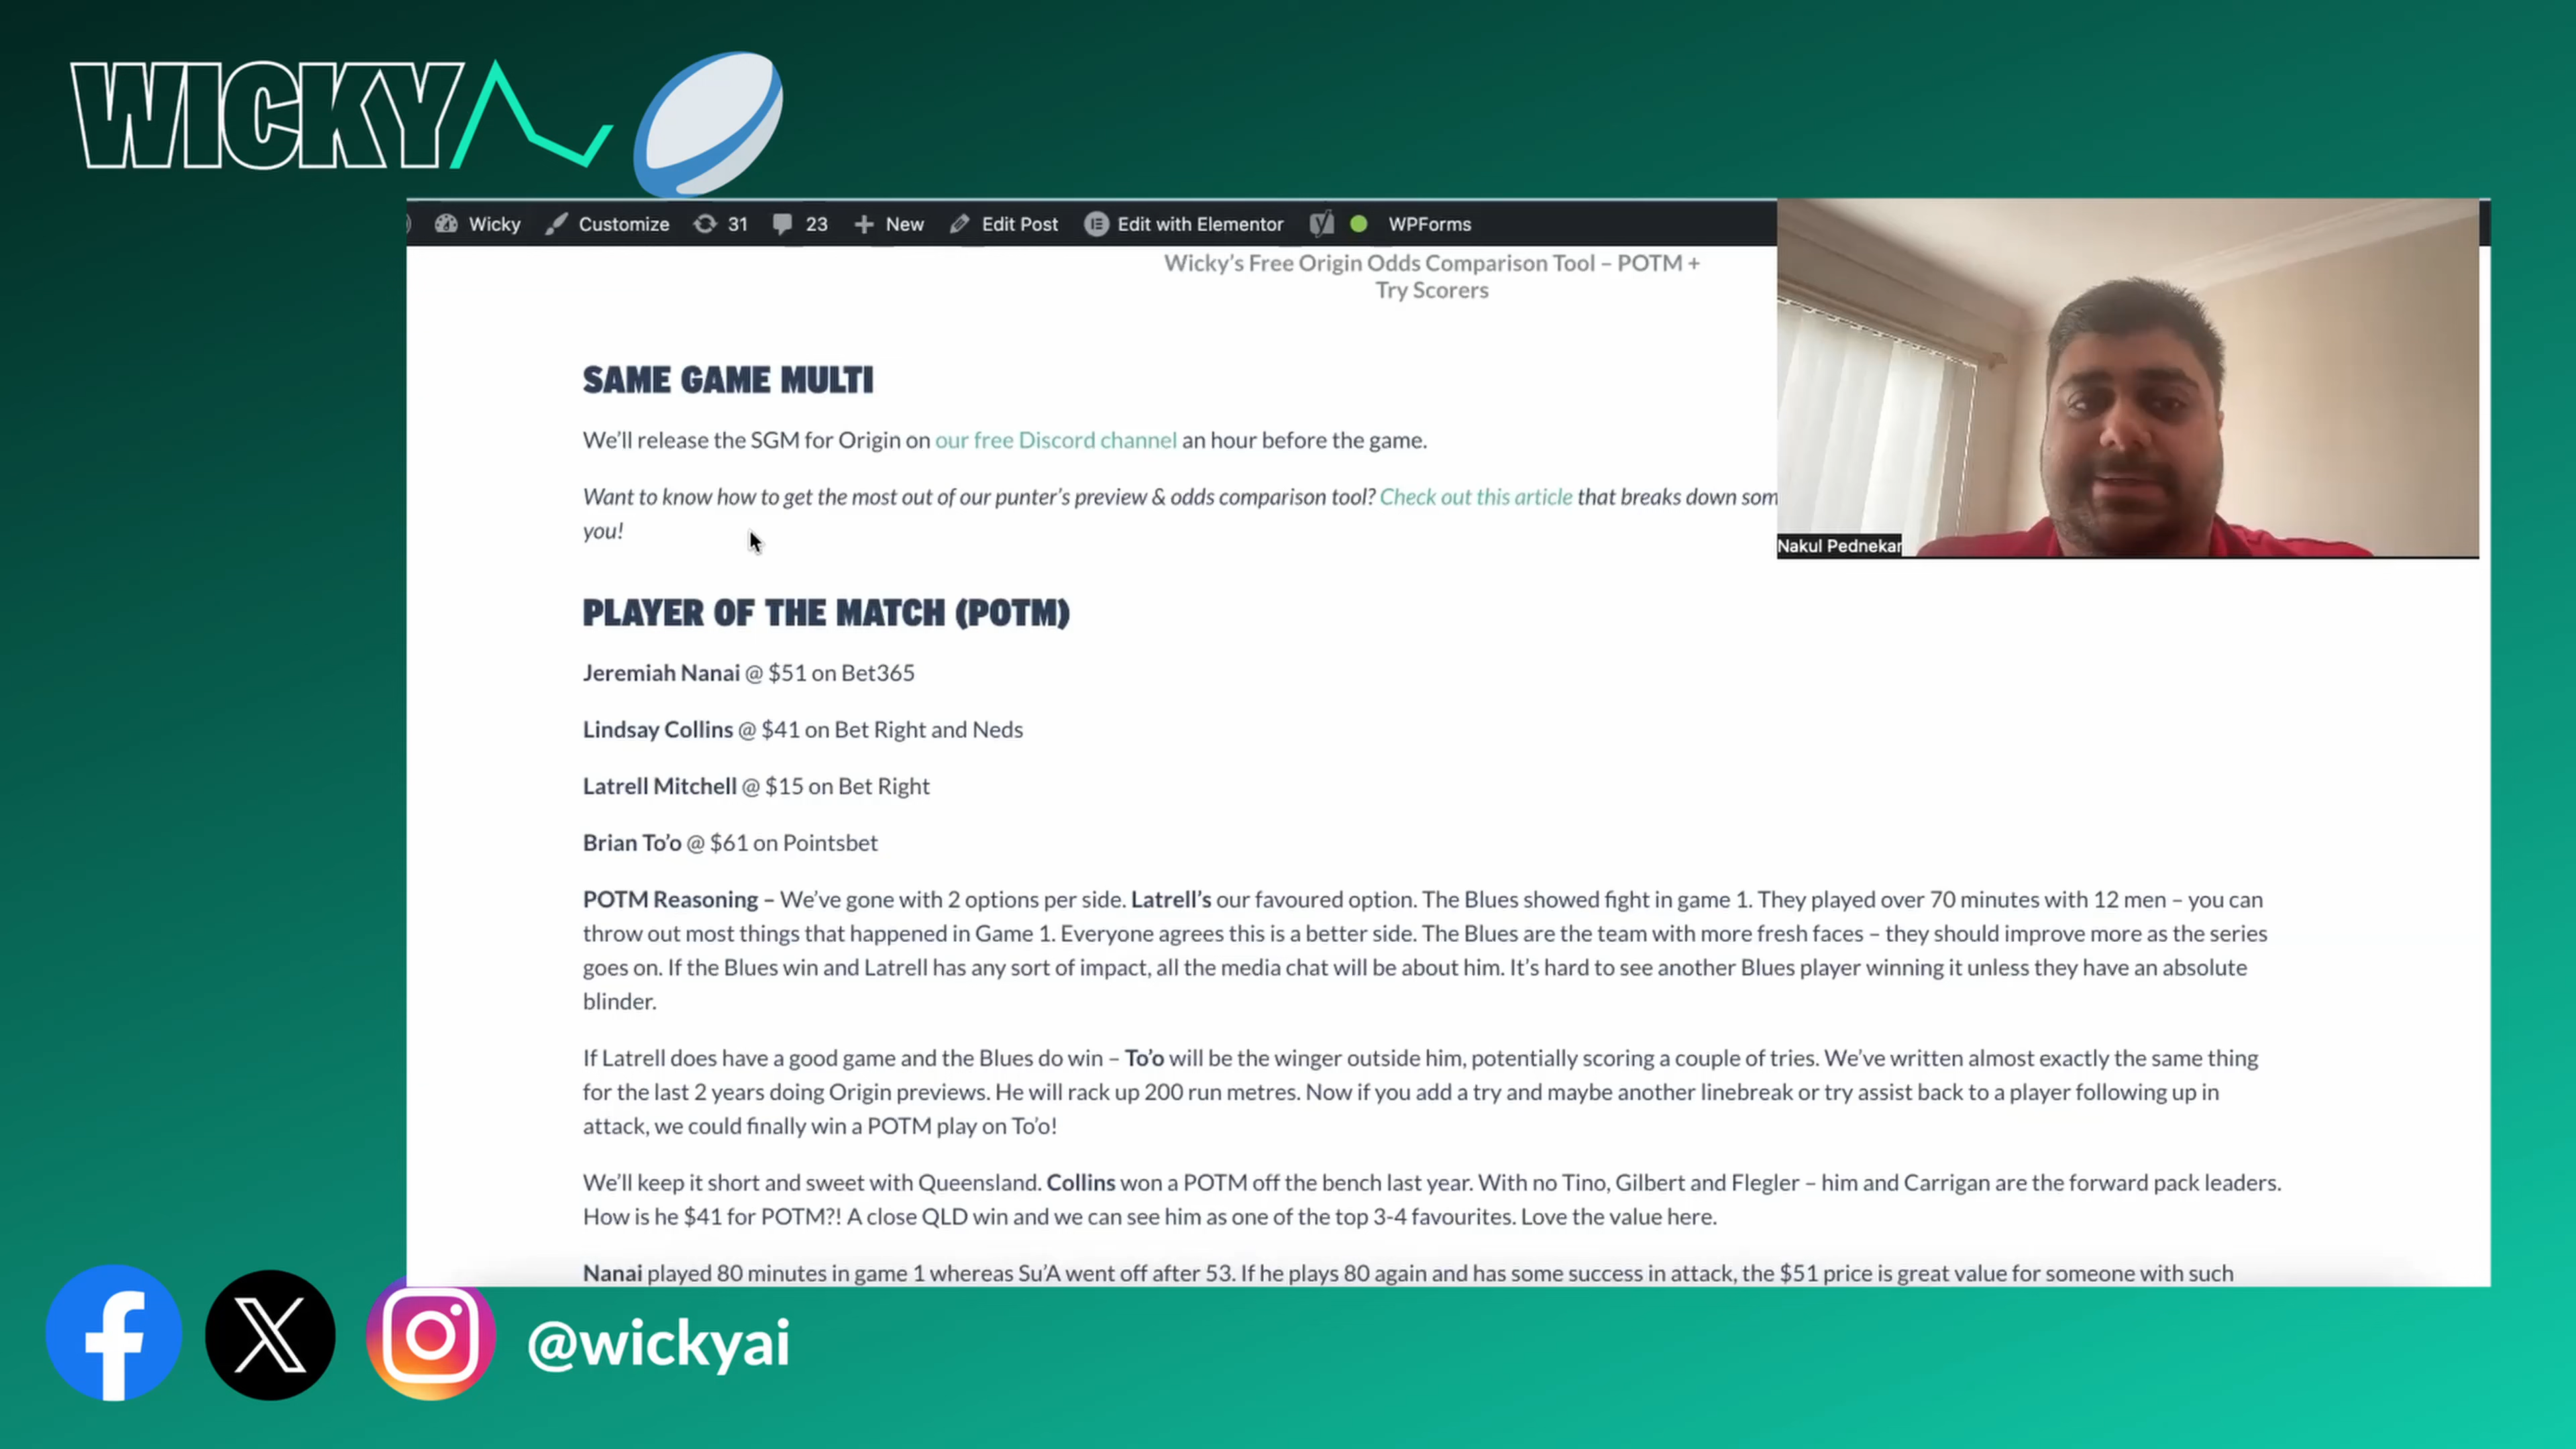 WICKY
Wicky Customize 31 23 New Edit Post Edit with Elementor WPForms
Wicky’s Free Origin Odds Comparison Tool – POTM +
Try Scorers
SAME GAME MULTI
We’ll release the SGM for Origin on our free Discord channel an hour before the game.
Want to know how to get the most out of our punter’s preview & odds comparison tool? Check out this article that breaks down som
you!
Nakul Pednekar
PLAYER OF THE MATCH (POTM)
Jeremiah Nanai @ $51 on Bet365
Lindsay Collins @ $41 on Bet Right and Neds
Latrell Mitchell @ $15 on Bet Right
Brian To’o @ $61 on Pointsbet
POTM Reasoning – We’ve gone with 2 options per side. Latrell’s our favoured option. The Blues showed fight in game 1. They played over 70 minutes with 12 men – you can
throw out most things that happened in Game 1. Everyone agrees this is a better side. The Blues are the team with more fresh faces – they should improve more as the series
goes on. If the Blues win and Latrell has any sort of impact, all the media chat will be about him. It’s hard to see another Blues player winning it unless they have an absolute
blinder.
If Latrell does have a good game and the Blues do win – To’o will be the winger outside him, potentially scoring a couple of tries. We’ve written almost exactly the same thing
for the last 2 years doing Origin previews. He will rack up 200 run metres. Now if you add a try and maybe another linebreak or try assist back to a player following up in
attack, we could finally win a POTM play on To’o!
We’ll keep it short and sweet with Queensland. Collins won a POTM off the bench last year. With no Tino, Gilbert and Flegler – him and Carrigan are the forward pack leaders.
How is he $41 for POTM?! A close QLD win and we can see him as one of the top 3-4 favourites. Love the value here.
Nanai played 80 minutes in game 1 whereas Su’A went off after 53. If he plays 80 again and has some success in attack, the $51 price is great value for someone with such
@wickyai